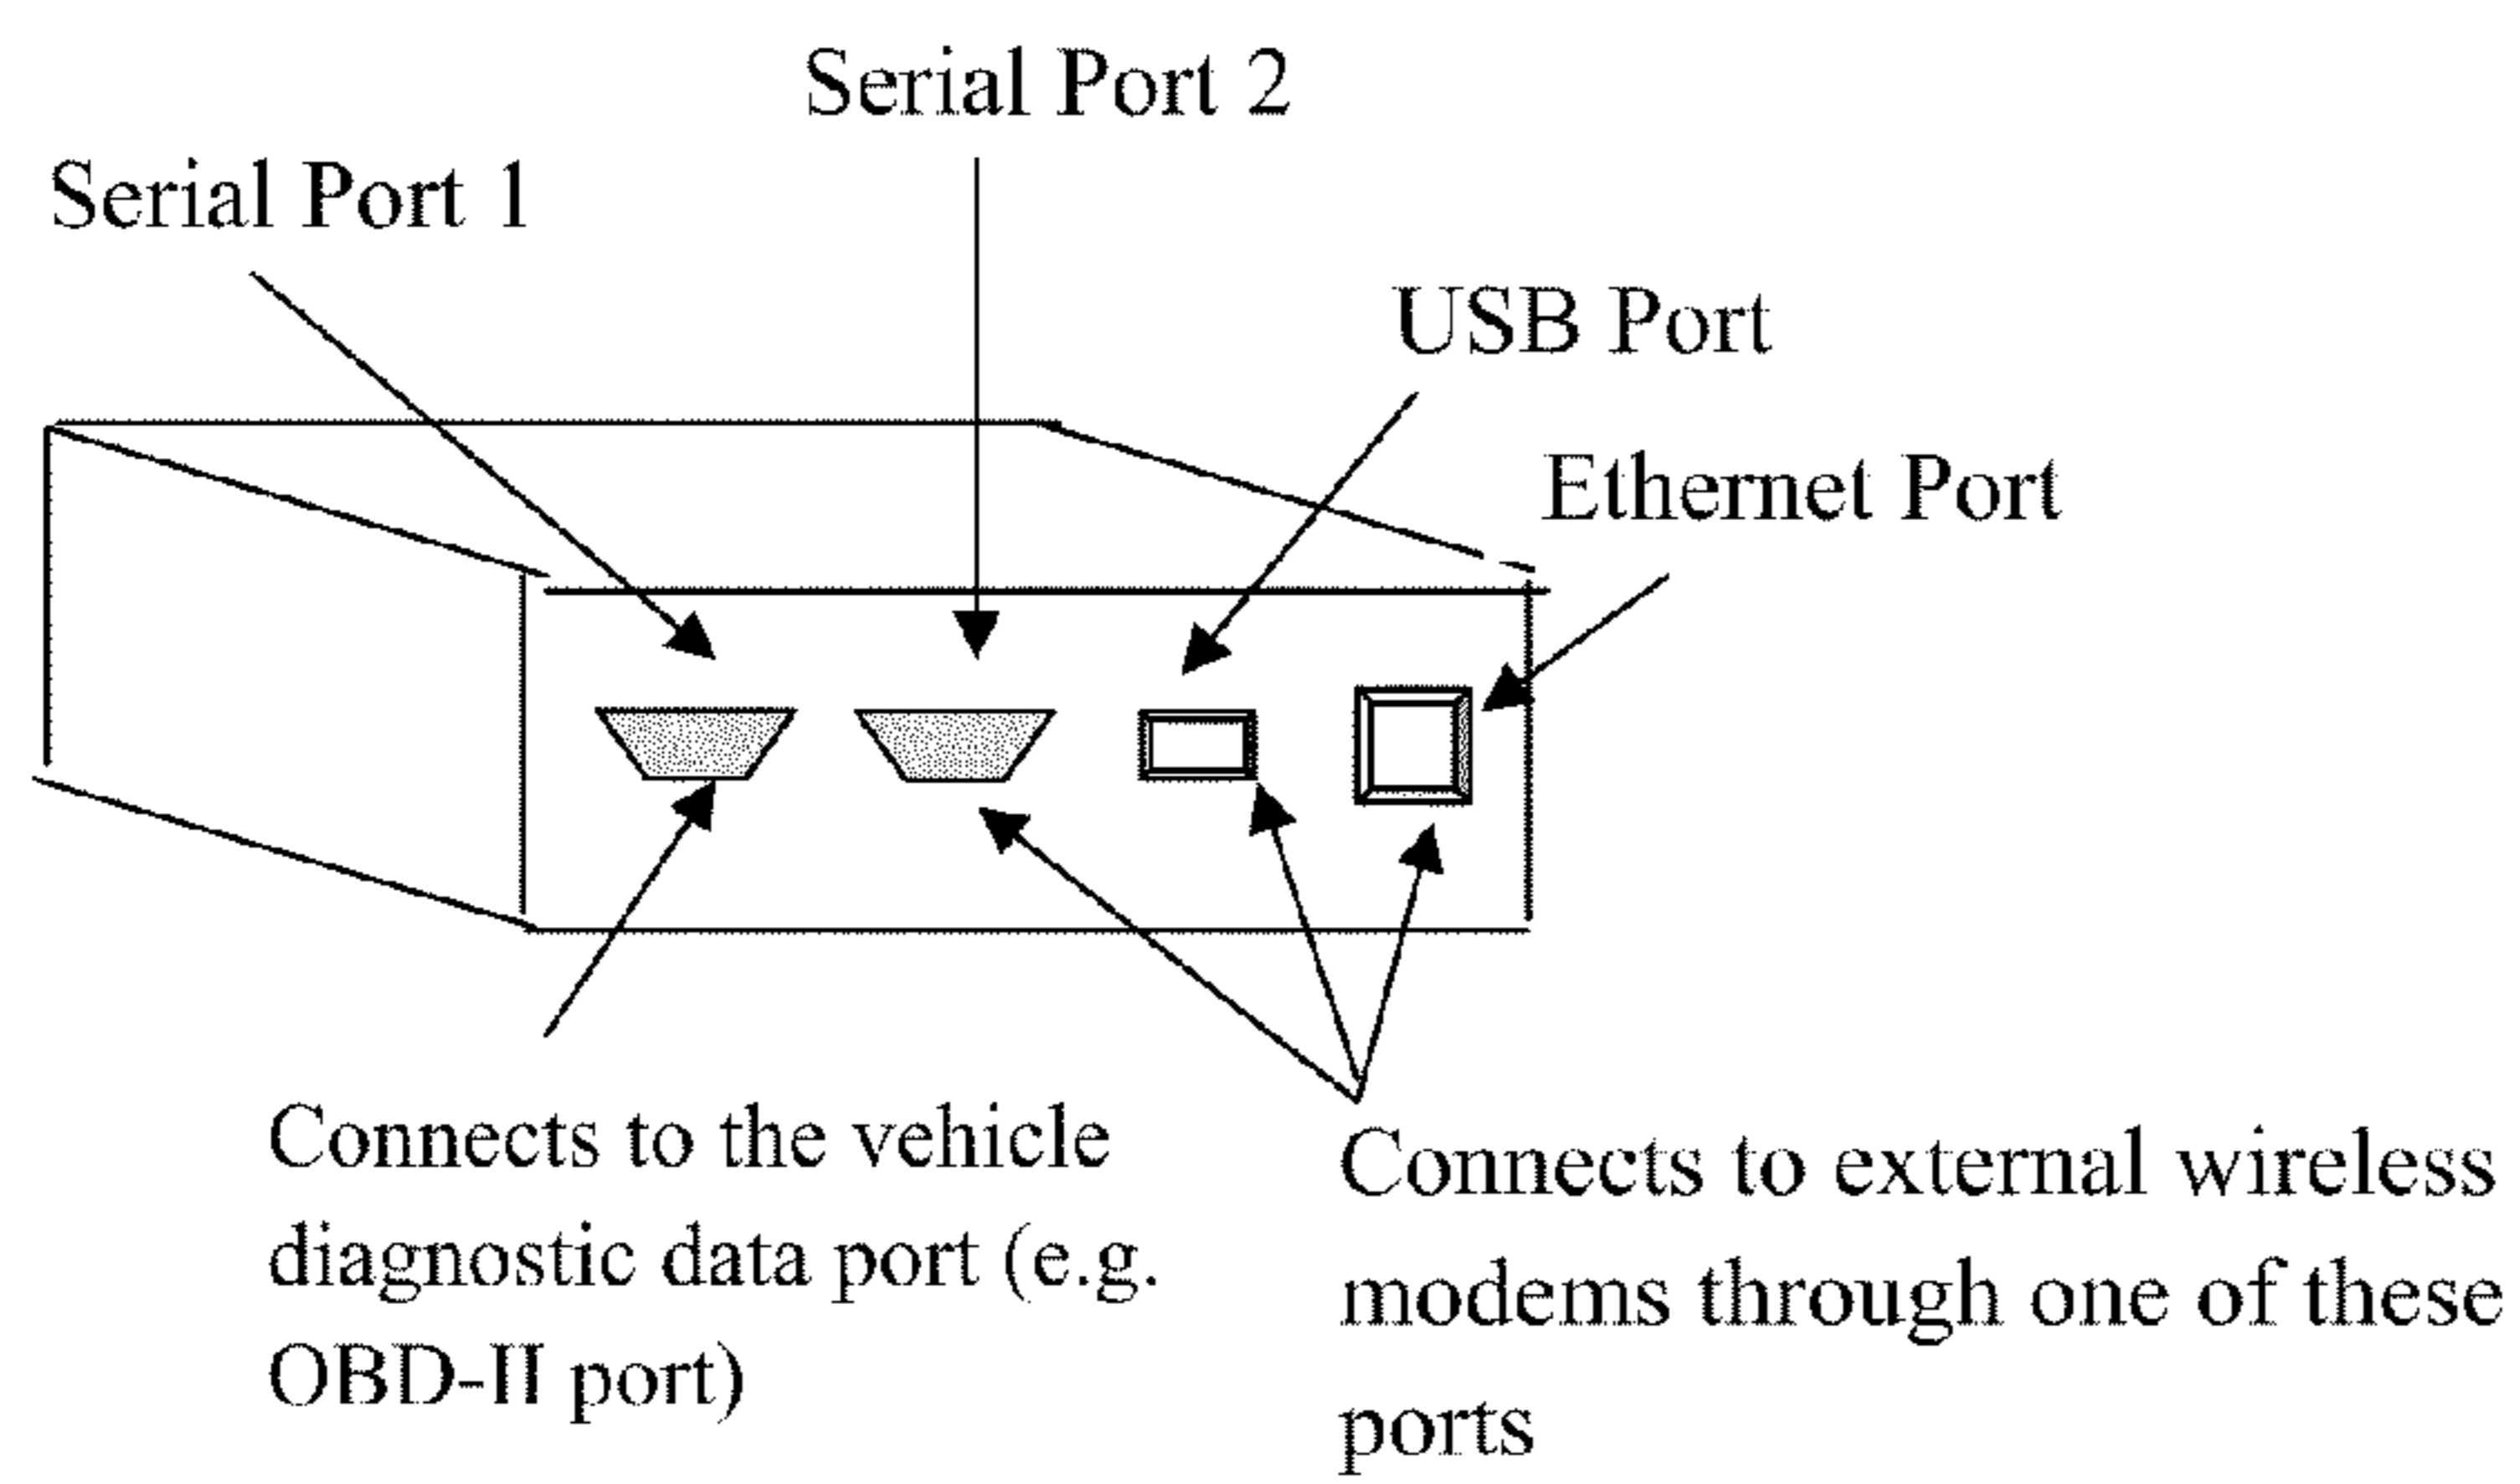 Serial Port 2
Serial Port 1
USB Port
Ethernet Port
Connects to the vehicle
diagnostic data port (e.g.
OBD-II port)
Connects to external wireless
modems through one of these
ports